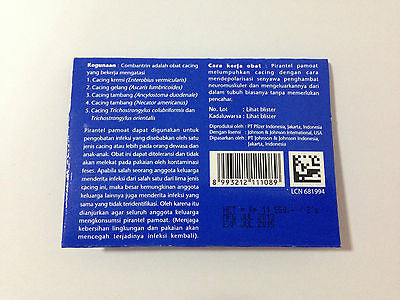 Kegunaan : Combantrin adalah obat cacing
yang bekerja mengatasi
1. Cacing kermi (Enterobius vermicularis)
2. Cacing gelang (Ascaris lumbricoides)
3. Cacing tambang (Ancylostoma duodenale)
4. Cacing tambang (Necator americanus)
5. Cacing Trichostrongylus colubriformis dan
Trichostrongylus orientalis
Pirantel pamoat dapat digunakan untuk
pengobatan infeksi yang disebabkan oleh satu
jenis cacing atau lebih pada orang dewasa dan
anak-anak. Obat ini dapat ditoleransi dan tidak
akan melekat pada pakaian oleh kontaminasi
feses. Apabila salah seorang anggota keluarga
menderita infeksi dari salah satu dari lima jenis
cacing ini, maka besar kemungkinan anggota
keluarga lainnya juga menderita infeksi yang sama
yang tidak teridentifikasi. Oleh karena itu
dianjurkan agar seluruh anggota keluarga
mengkonsumsi pirantel pamoat. (Menjaga
kebersihan lingkungan dan pakaian akan
mencegah terjadinya infeksi kembali).
Cara kerja obat : Pirantel pamoat
melumpuhkan cacing dengan cara
mendepolarisasi senyawa penghambat
neuromuskuler dan mengeluarkannya dari
dalam tubuh biasanya tanpa memerlukan
pencahar.
No. Lot : Lihat blister
Kadaluwarsa : Lihat blister
Diproduksi oleh : PT Pfizer Indonesia,
Jakarta, Indonesia
Dengan lisensi : Johnson & Johnson International, USA
Dipasarkan oleh : PT Johnson & Johnson Indonesia,
Jakarta, Indonesia
8993212111089
LCN 681994
HET
EXP JUL 2015